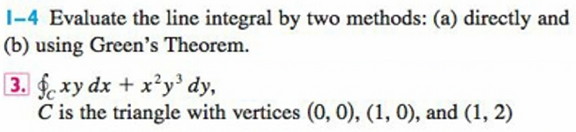 1–4 Evaluate the line integral by two methods: (a) directly and
(b) using Green's Theorem.
3. ∮_C xy dx + x²y³ dy,
C is the triangle with vertices (0, 0), (1, 0), and (1, 2)